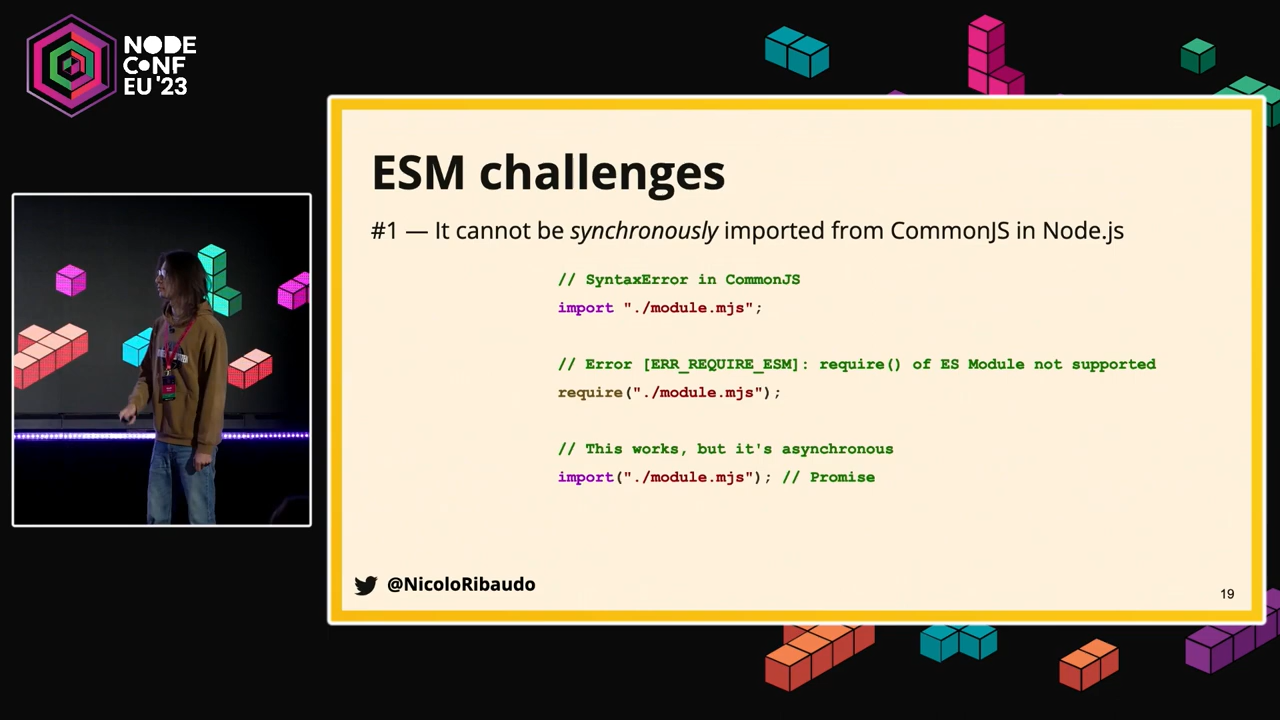 NODE
CONF
EU '23
ESM challenges
#1 — It cannot be synchronously imported from CommonJS in Node.js
// SyntaxError in CommonJS
import "./module.mjs";
// Error [ERR_REQUIRE_ESM]: require() of ES Module not supported
require("./module.mjs");
// This works, but it's asynchronous
import("./module.mjs"); // Promise
@NicoloRibaudo
19